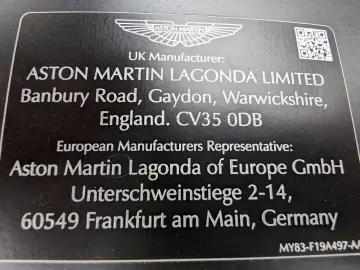 ASTON MARTIN
UK Manufacturer:
ASTON MARTIN LAGONDA LIMITED
Banbury Road, Gaydon, Warwickshire,
England. CV35 0DB
European Manufacturers Representative:
Aston Martin Lagonda of Europe GmbH
Unterschweinstiege 2-14,
60549 Frankfurt am Main, Germany